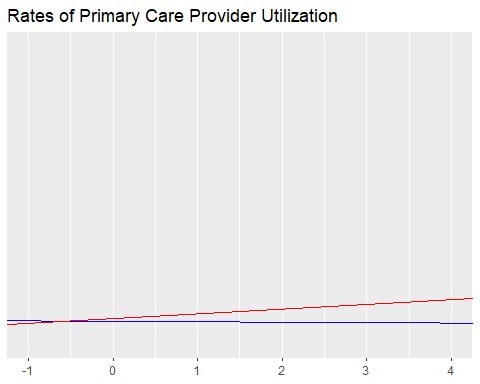 Rates of Primary Care Provider Utilization
-1 0 1 2 3 4